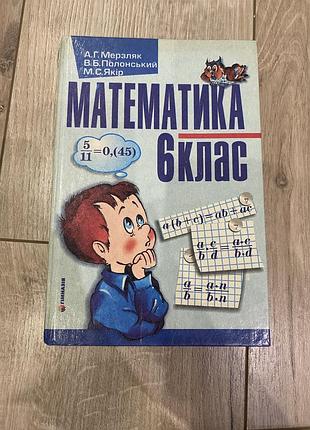 А.Г.Мерзляк
В.Б.Полонський
М.С.Якір
МАТЕМАТИКА
6 клас
5/11=0,(45)
a(b+c)=ab+ac
a/b·c/d=a·c/b·d
a/b=a·n/b·n
ГІМНАЗІЯ